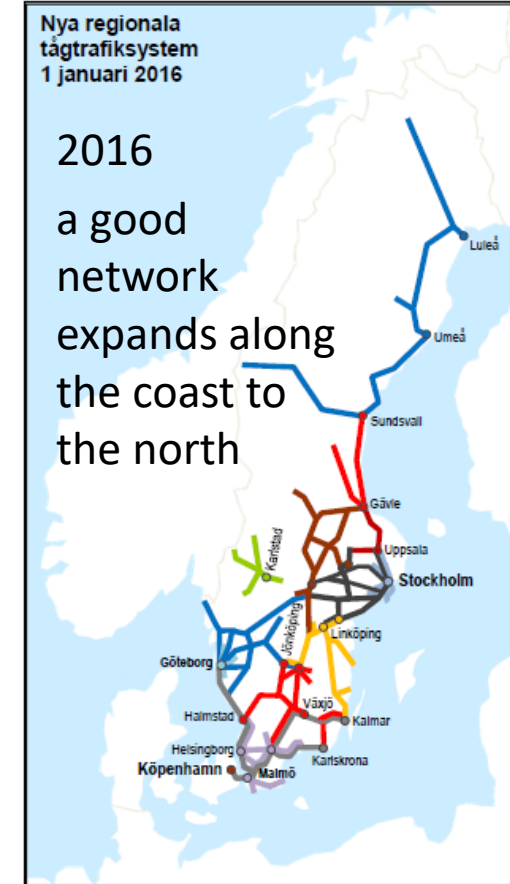 Nya regionala
tågtrafiksystem
1 januari 2016
2016
a good
network
expands along
the coast to
the north
Luleå
Umeå
Sundsvall
Gävle
Karlstad
Uppsala
Stockholm
Jönköping
Linköping
Göteborg
Växjö
Halmstad
Kalmar
Helsingborg
Karlskrona
Köpenhamn
Malmö